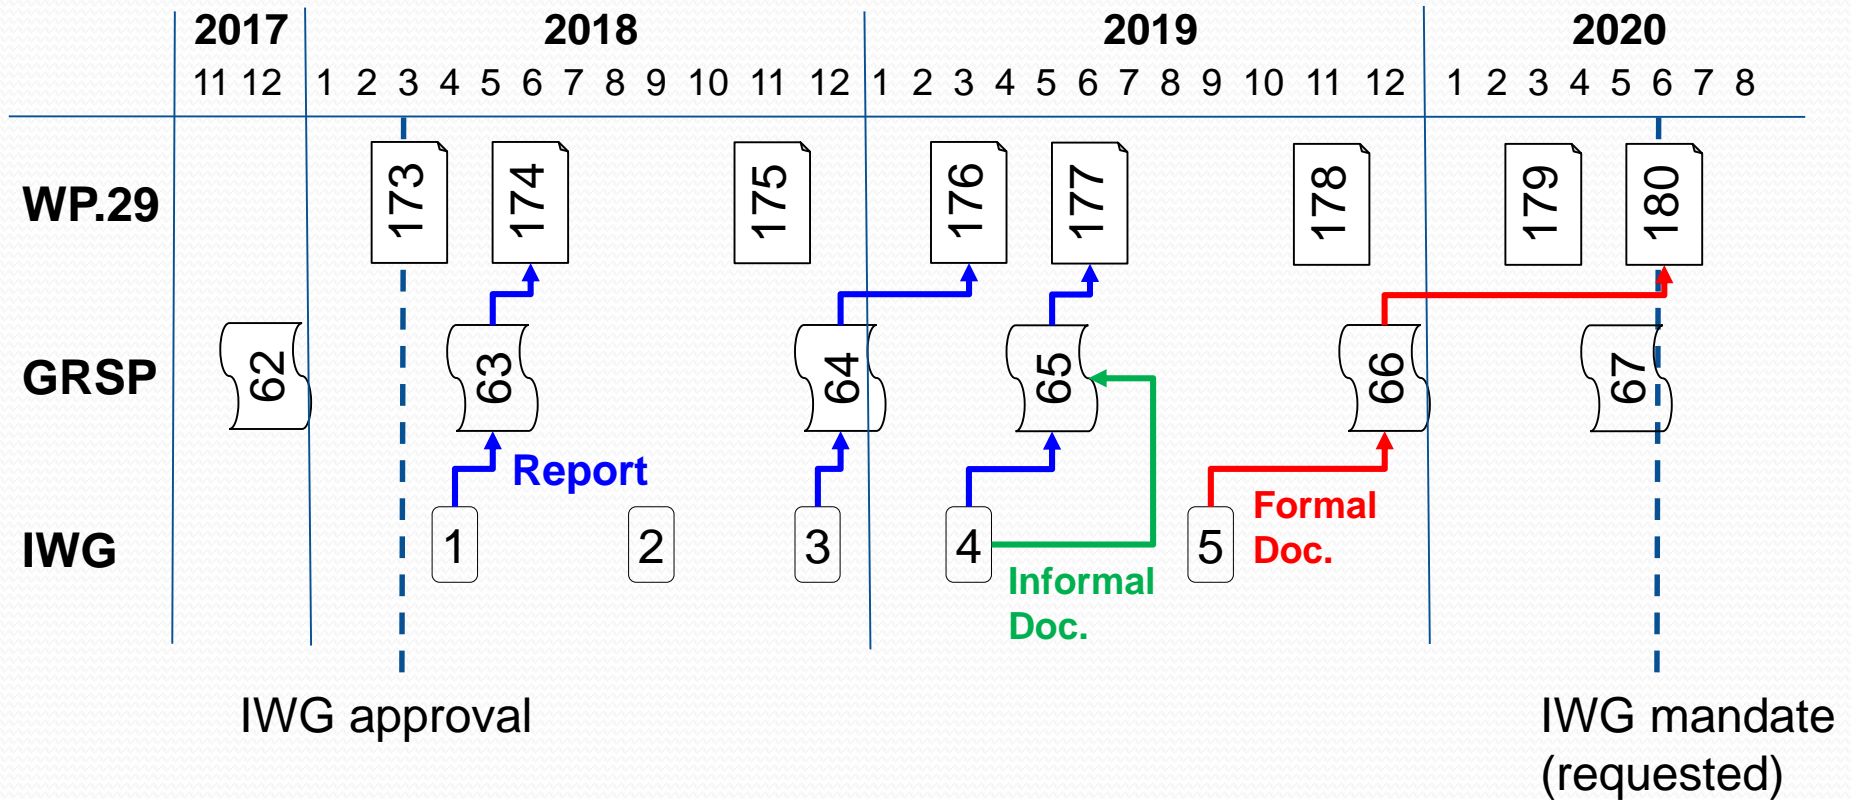 2017 2018 2019 2020
11 12 1 2 3 4 5 6 7 8 9 10 11 12 1 2 3 4 5 6 7 8 9 10 11 12 1 2 3 4 5 6 7 8
WP.29 173 174 175 176 177 178 179 180
GRSP 62 63 64 65 66 67
Report
IWG 1 2 3 4 5
Formal
Doc.
Informal
Doc.
IWG approval
IWG mandate
(requested)